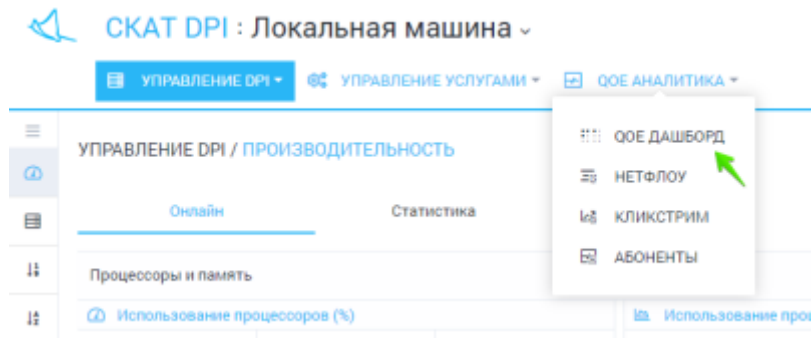 СКАТ DPI : Локальная машина
УПРАВЛЕНИЕ DPI
УПРАВЛЕНИЕ УСЛУГАМИ
QOE АНАЛИТИКА
QOE ДАШБОРД
НЕТФЛОУ
КЛИКСТРИМ
АБОНЕНТЫ
УПРАВЛЕНИЕ DPI / ПРОИЗВОДИТЕЛЬНОСТЬ
Онлайн
Статистика
Процессоры и память
Использование процессоров (%)
Использование